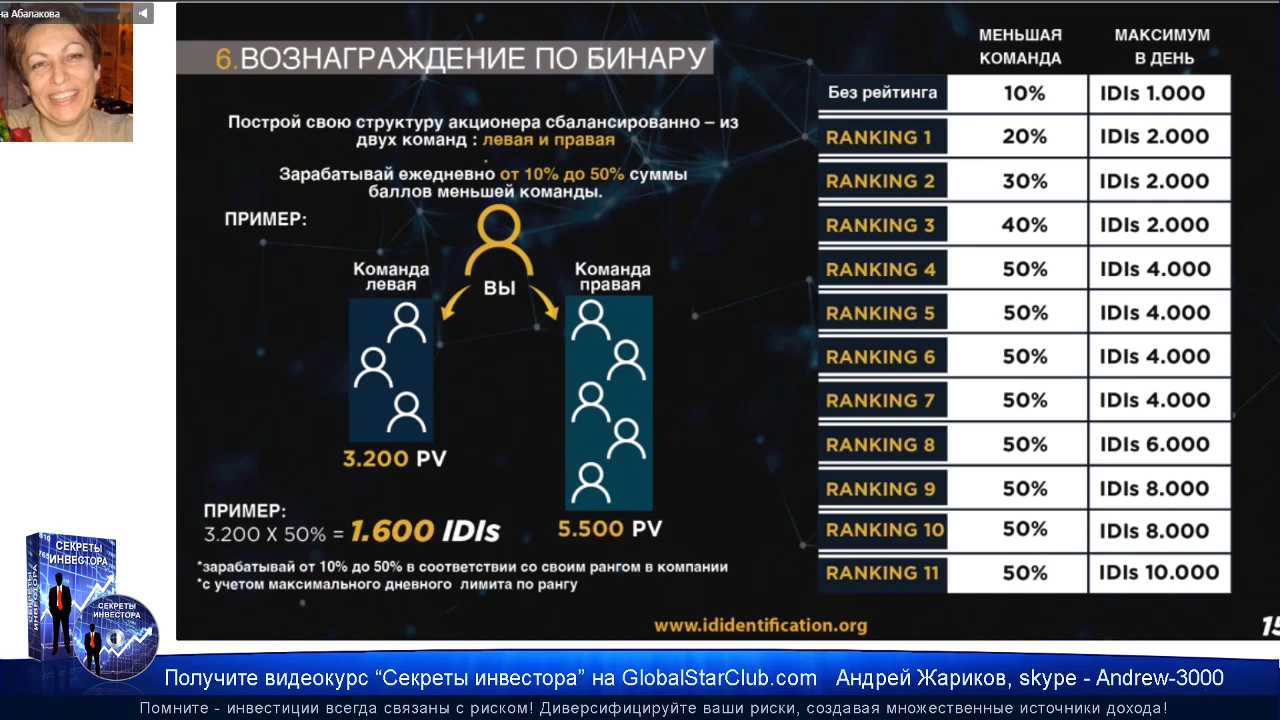 на Абалакова
6.ВОЗНАГРАЖДЕНИЕ ПО БИНАРУ
Построй свою структуру акционера сбалансированно – из
двух команд : левая и правая
Зарабатывай ежедневно от 10% до 50% суммы
баллов меньшей команды.
ПРИМЕР:
Команда
левая
ВЫ
Команда
правая
3.200 PV
5.500 PV
ПРИМЕР:
3.200 X 50% = 1.600 IDIs
*зарабатывай от 10% до 50% в соответствии со своим рангом в компании
*с учетом максимального дневного лимита по рангу
МЕНЬШАЯ
КОМАНДА
МАКСИМУМ
В ДЕНЬ
Без рейтинга 10% IDIs 1.000
RANKING 1 20% IDIs 2.000
RANKING 2 30% IDIs 2.000
RANKING 3 40% IDIs 2.000
RANKING 4 50% IDIs 4.000
RANKING 5 50% IDIs 4.000
RANKING 6 50% IDIs 4.000
RANKING 7 50% IDIs 4.000
RANKING 8 50% IDIs 6.000
RANKING 9 50% IDIs 8.000
RANKING 10 50% IDIs 8.000
RANKING 11 50% IDIs 10.000
www.ididentification.org
15
СЕКРЕТЫ
ИНВЕСТОРА
СЕКРЕТЫ
ИНВЕСТОРА
СЕКРЕТЫ
ИНВЕСТОРА
Получите видеокурс “Секреты инвестора” на GlobalStarClub.com Андрей Жариков, skype - Andrew-3000
Помните - инвестиции всегда связаны с риском! Диверсифицируйте ваши риски, создавая множественные источники дохода!